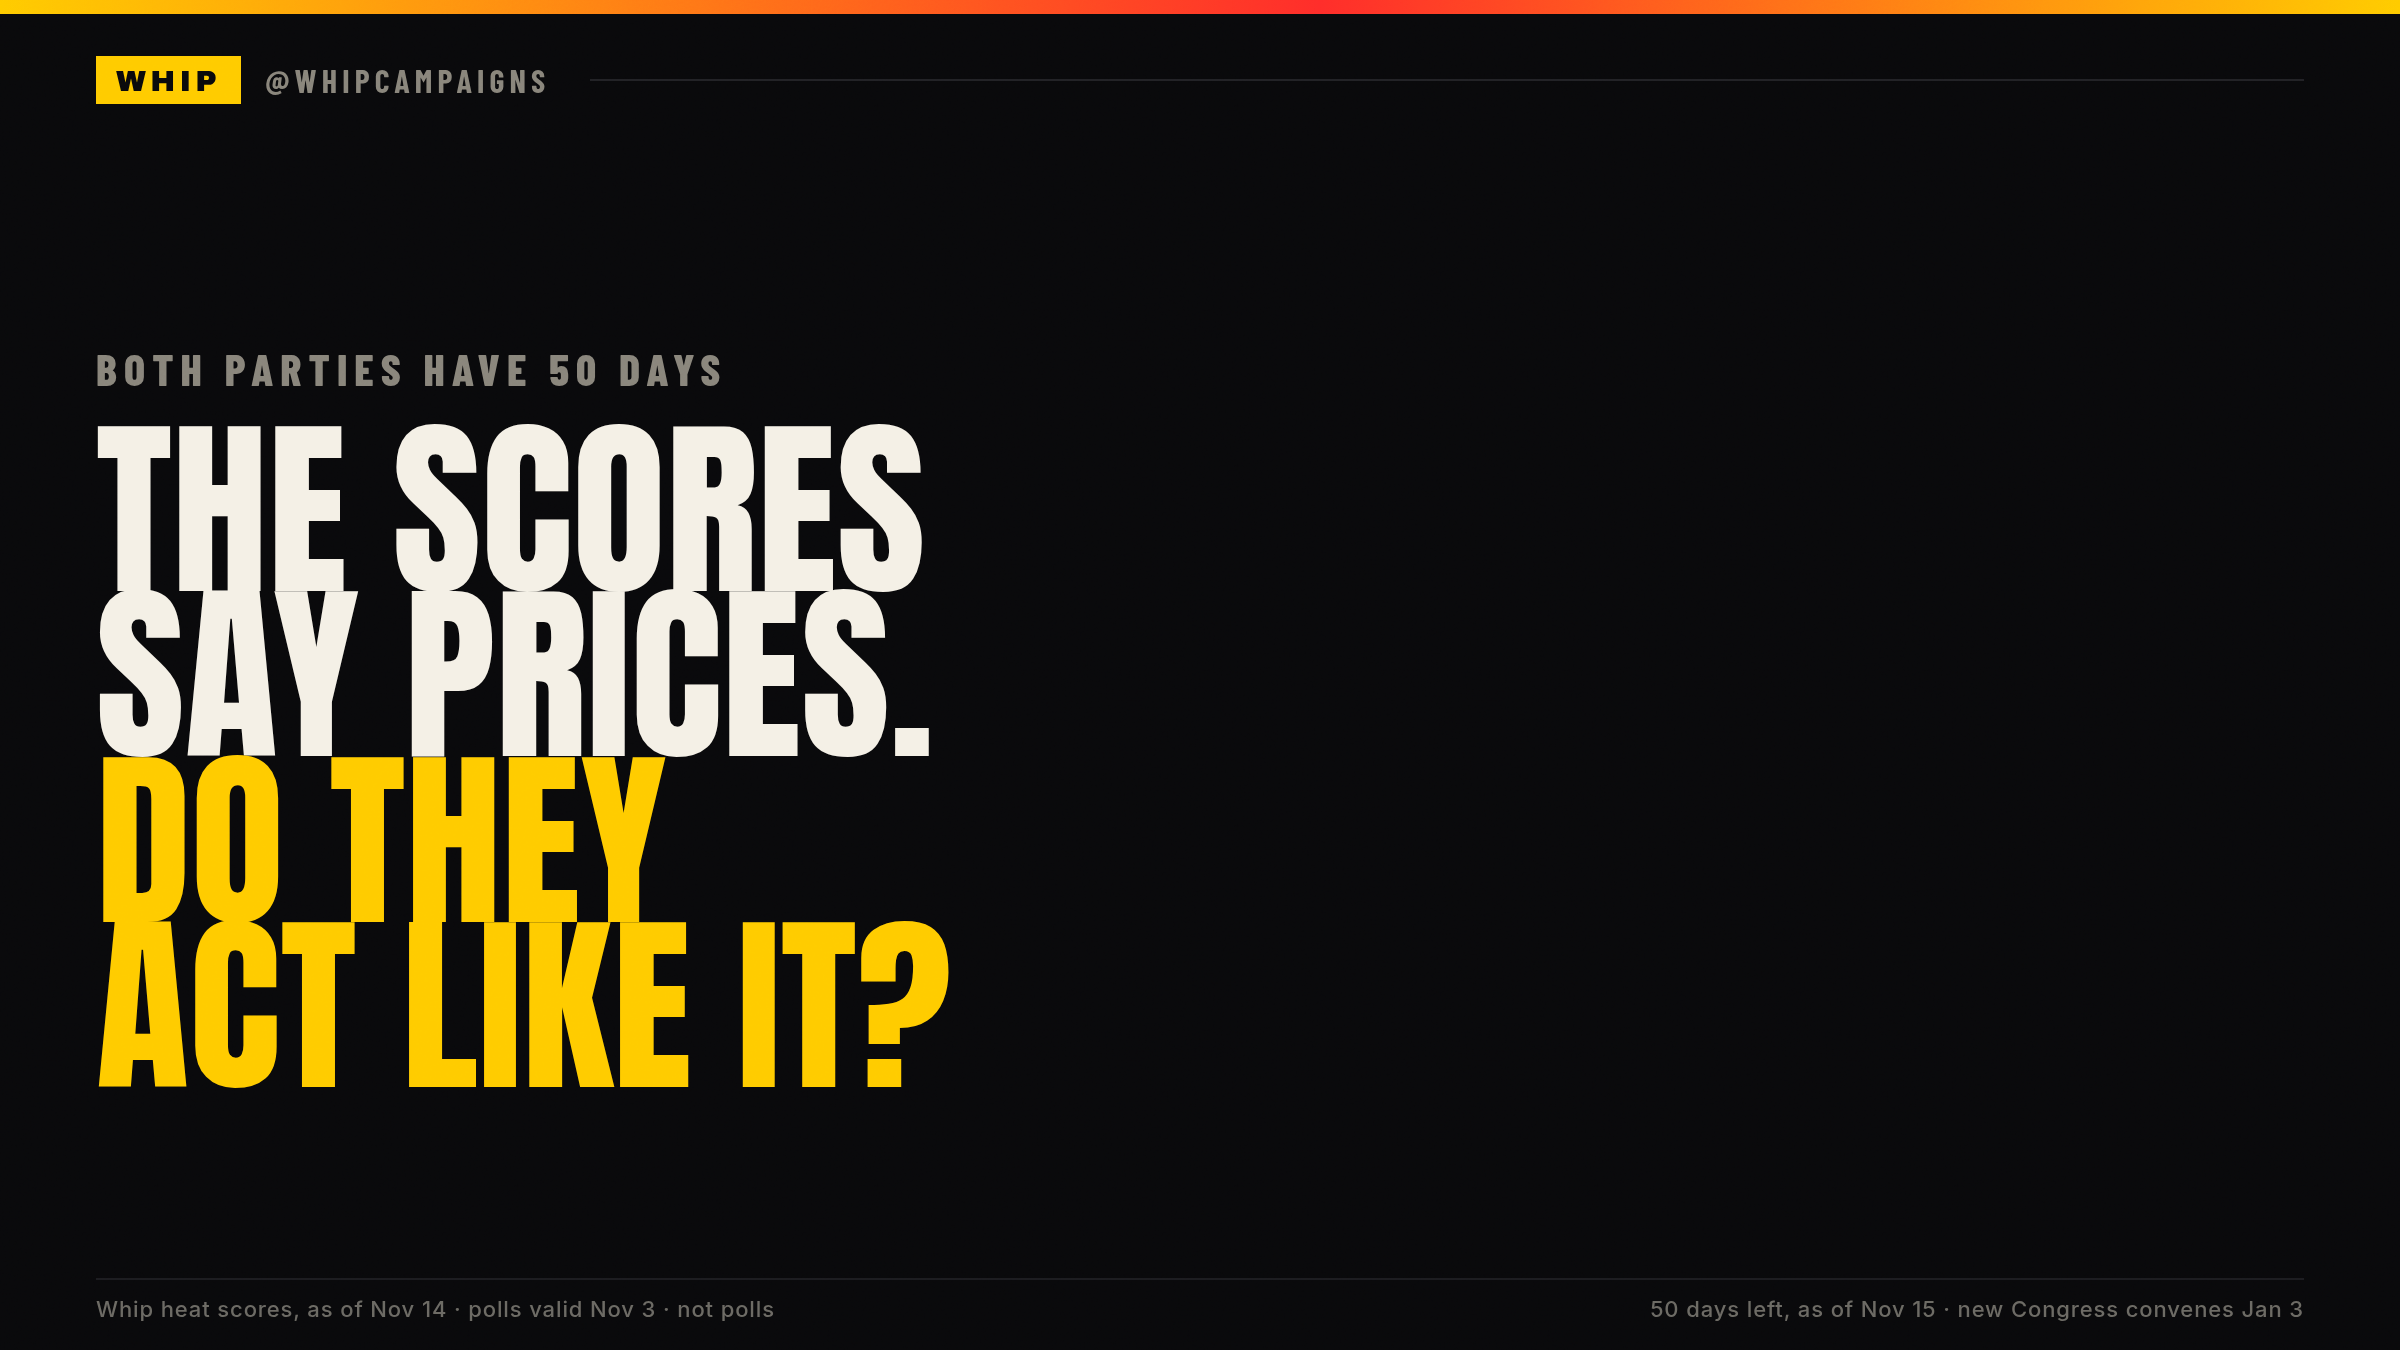 WHIP @WHIPCAMPAIGNS
BOTH PARTIES HAVE 50 DAYS
THE SCORES
SAY PRICES.
DO THEY
ACT LIKE IT?
Whip heat scores, as of Nov 14 · polls valid Nov 3 · not polls
50 days left, as of Nov 15 · new Congress convenes Jan 3